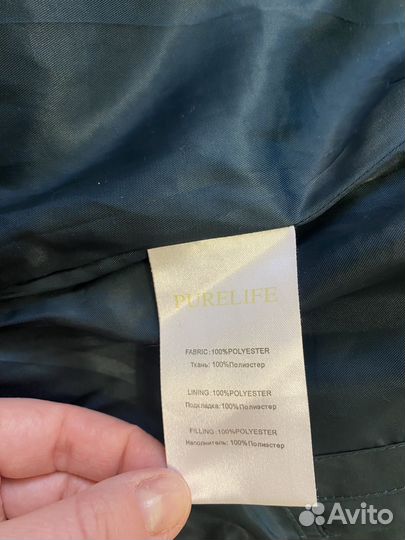 PURELIFE
FABRIC:100%POLYESTER
Ткань: 100%Полиэстер
LINING:100%POLYESTER
Подкладка: 100%Полиэстер
FILLING:100%POLYESTER
Наполнитель: 100%Полиэстер
Avito